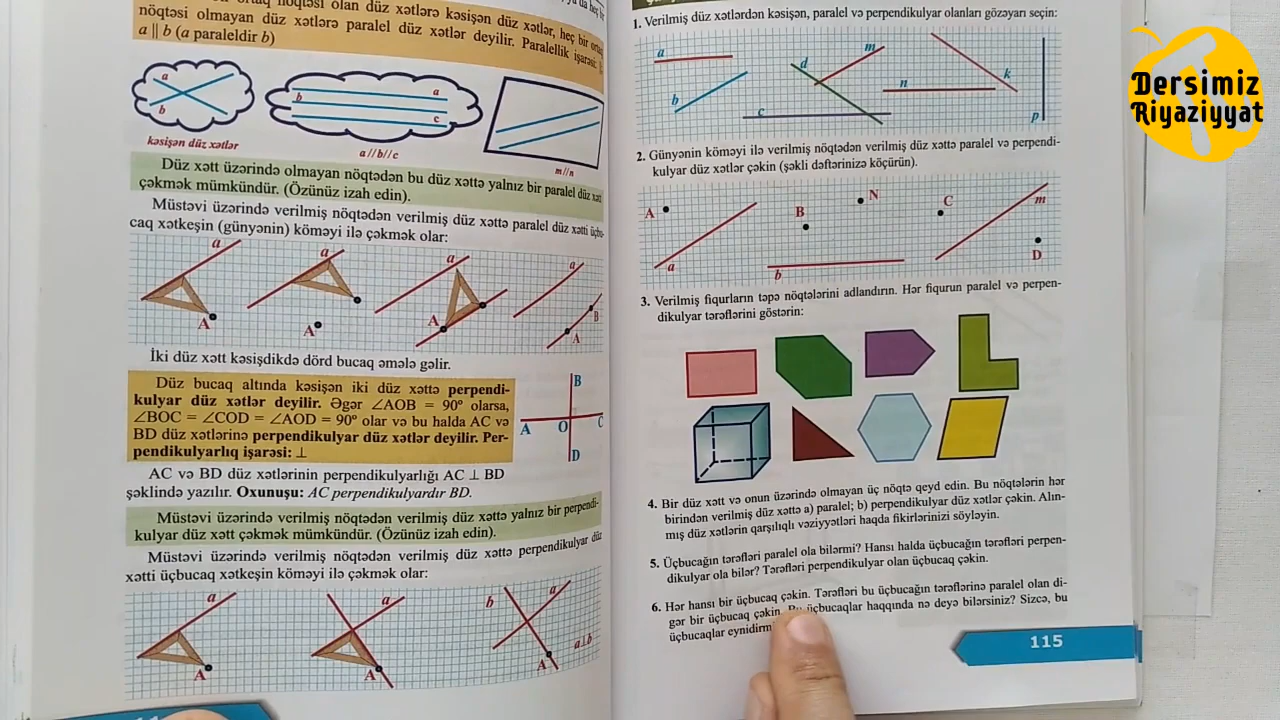 nöqtəsi olan düz xətlərə kəsişən düz xətlər, heç bir
nöqtəsi olmayan düz xətlərə paralel düz xətlər deyilir. Paralellik işarəsi:
a || b (a paraleldir b)
a
b
kəsişən düz xətlər
b
a
c
a//b//c
m//n
Düz xətt üzərində olmayan nöqtədən bu düz xəttə yalnız bir paralel düz xətt
çəkmək mümkündür. (Özünüz izah edin).
Müstəvi üzərində verilmiş nöqtədən verilmiş düz xəttə paralel düz xətti
caq xətkeşin (günyənin) köməyi ilə çəkmək olar:
a
A
a
A
a
A
a
B
A
İki düz xətt kəsişdikdə dörd bucaq əmələ gəlir.
Düz bucaq altında kəsişən iki düz xəttə perpendi-
kulyar düz xətlər deyilir. Əgər ∠AOB = 90° olarsa,
∠BOC = ∠COD = ∠AOD = 90° olar və bu halda AC və
BD düz xətlərinə perpendikulyar düz xətlər deyilir. Per-
pendikulyarlıq işarəsi: ⊥
B
A O C
D
AC və BD düz xətlərinin perpendikulyarlığı AC ⊥ BD
şəklində yazılır. Oxunuşu: AC perpendikulyardır BD.
Müstəvi üzərində verilmiş nöqtədən verilmiş düz xəttə yalnız bir perpendi-
kulyar düz xətt çəkmək mümkündür. (Özünüz izah edin).
Müstəvi üzərində verilmiş nöqtədən verilmiş düz xəttə perpendikulyar düz
xətti üçbucaq xətkeşin köməyi ilə çəkmək olar:
a
A
a
A
b
a
A
a⊥b
1. Verilmiş düz xətlərdən kəsişən, paralel və perpendikulyar olanları gözəyarı seçin:
a
b
d
m
c
n
k
p
2. Günyənin köməyi ilə verilmiş nöqtədən verilmiş düz xəttə paralel və perpendi-
kulyar düz xətlər çəkin (şəkli dəftərinizə köçürün).
A
a
B
N
b
C
m
D
3. Verilmiş fiqurların təpə nöqtələrini adlandırın. Hər fiqurun paralel və perpen-
dikulyar tərəflərini göstərin:
4. Bir düz xətt və onun üzərində olmayan üç nöqtə qeyd edin. Bu nöqtələrin hər
birindən verilmiş düz xəttə a) paralel; b) perpendikulyar düz xətlər çəkin. Alın-
mış düz xətlərin qarşılıqlı vəziyyətləri haqda fikirlərinizi söyləyin.
5. Üçbucağın tərəfləri paralel ola bilərmi? Hansı halda üçbucağın tərəfləri perpen-
dikulyar ola bilər? Tərəfləri perpendikulyar olan üçbucaq çəkin.
6. Hər hansı bir üçbucaq çəkin. Tərəfləri bu üçbucağın tərəflərinə paralel olan di-
gər bir üçbucaq çəkin. Bu üçbucaqlar haqqında nə deyə bilərsiniz? Sizcə, bu
üçbucaqlar
115
Dersimiz
Riyaziyyat